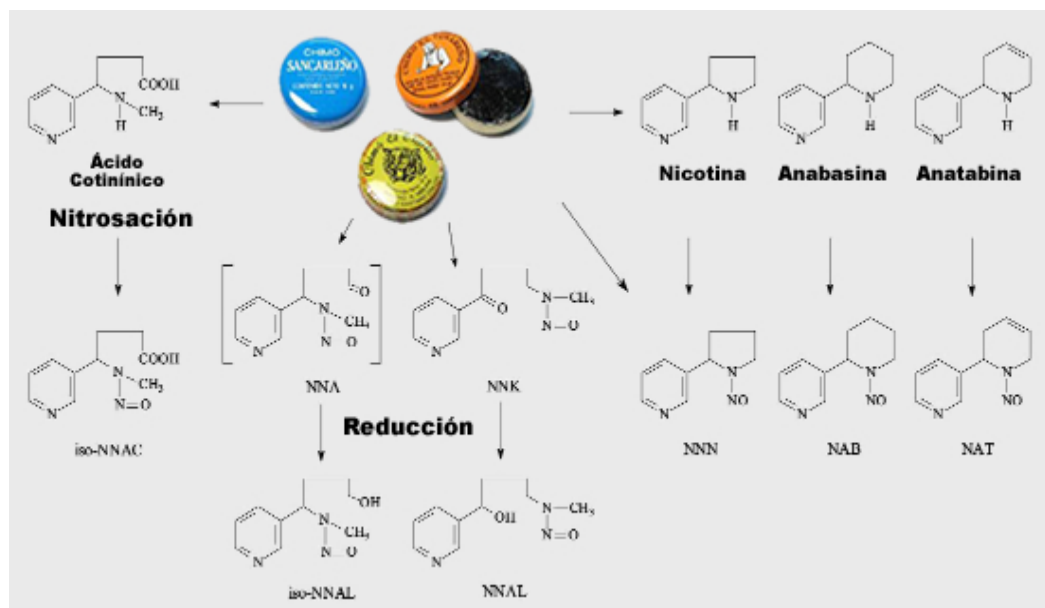 CHIMO
SANCARLEÑO
COOH
N
CH3
H
N
Ácido
Cotinínico
Nitrosación
N
H
N
Nicotina
N
H
N
Anabasina
N
H
N
Anatabina
COOH
N
CH3
N=O
N
iso-NNAC
O
N
CH3
N O
N
NNA
O
N
CH3
N–O
N
NNK
Reducción
OH
N
CH3
N O
N
iso-NNAL
OH
N
CH3
N=O
N
NNAL
N
NO
N
NNN
N
NO
N
NAB
N
NO
N
NAT